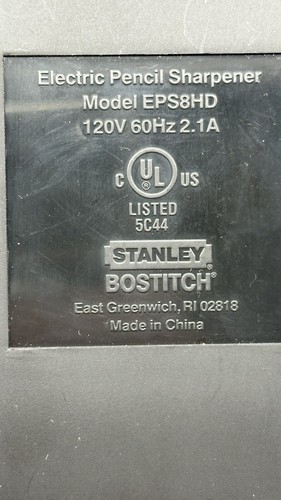 Electric Pencil Sharpener
Model EPS8HD
120V 60Hz 2.1A
C UL ® US
LISTED
5C44
STANLEY®
BOSTITCH®
East Greenwich, RI 02818
Made in China